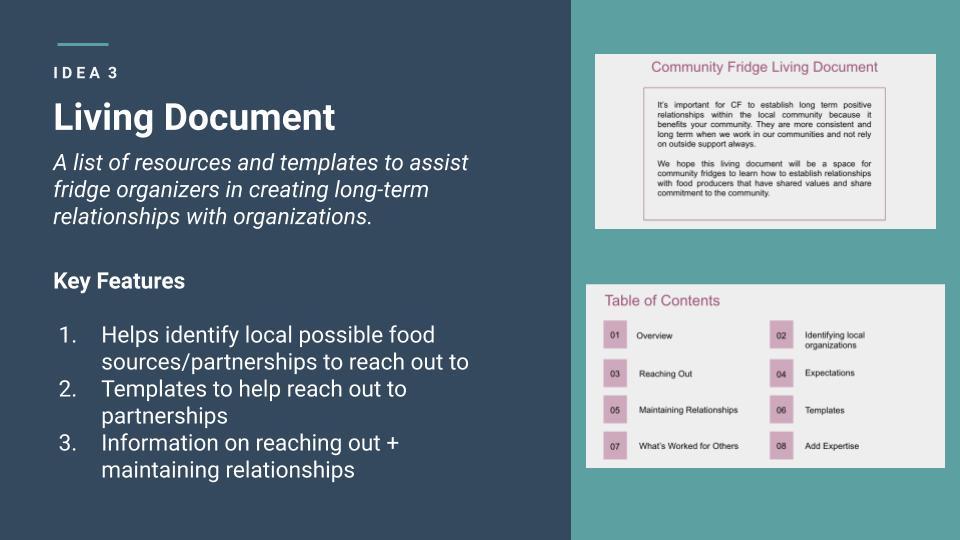 IDEA 3
Living Document
A list of resources and templates to assist
fridge organizers in creating long-term
relationships with organizations.
Key Features
1. Helps identify local possible food
sources/partnerships to reach out to
2. Templates to help reach out to
partnerships
3. Information on reaching out +
maintaining relationships
Community Fridge Living Document
It's important for CF to establish long term positive
relationships within the local community because it
benefits your community. They are more consistent and
long term when we work in our communities and not rely
on outside support always.
We hope this living document will be a space for
community fridges to learn how to establish relationships
with food producers that have shared values and share
commitment to the community.
Table of Contents
01 Overview
02 Identifying local
organizations
03 Reaching Out
04 Expectations
05 Maintaining Relationships
06 Templates
07 What's Worked for Others
08 Add Expertise